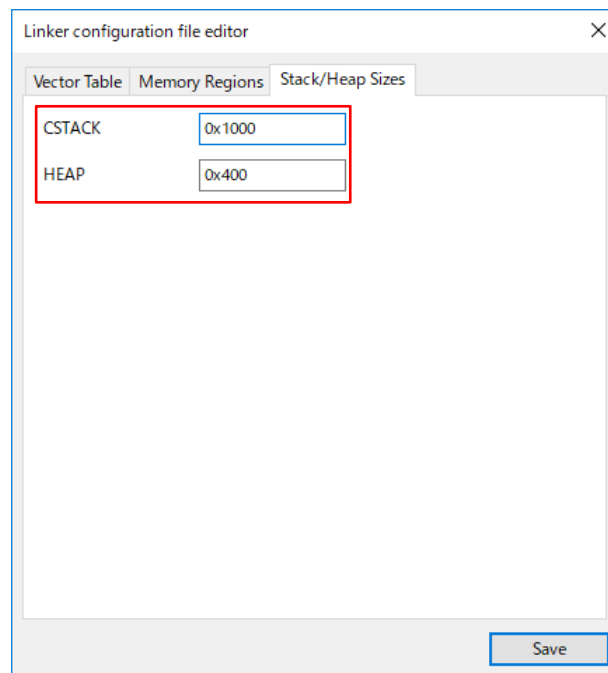 Linker configuration file editor
Vector Table Memory Regions Stack/Heap Sizes
CSTACK 0x1000
HEAP 0x400
Save